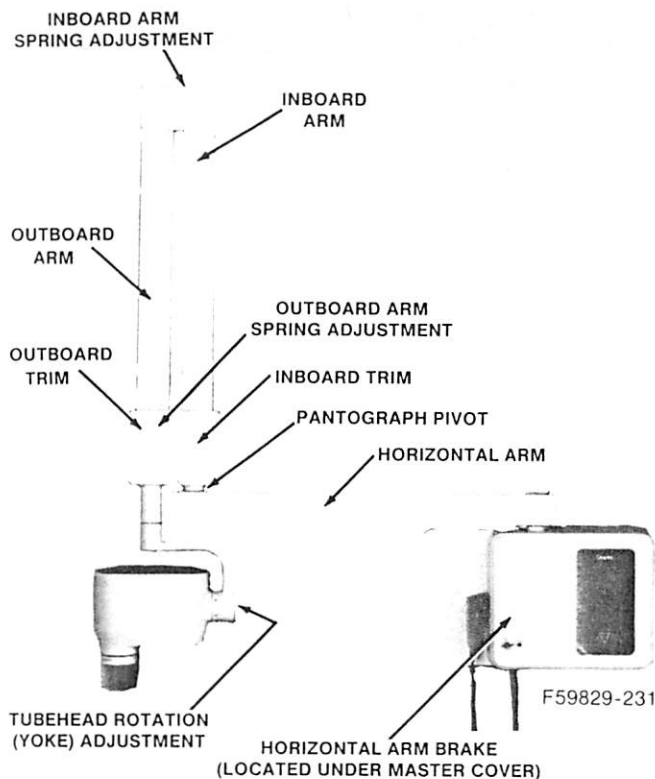 INBOARD ARM
SPRING ADJUSTMENT
INBOARD
ARM
OUTBOARD
ARM
OUTBOARD ARM
SPRING ADJUSTMENT
OUTBOARD
TRIM
INBOARD TRIM
PANTOGRAPH PIVOT
HORIZONTAL ARM
F59829-231
TUBEHEAD ROTATION
(YOKE) ADJUSTMENT
HORIZONTAL ARM BRAKE
(LOCATED UNDER MASTER COVER)